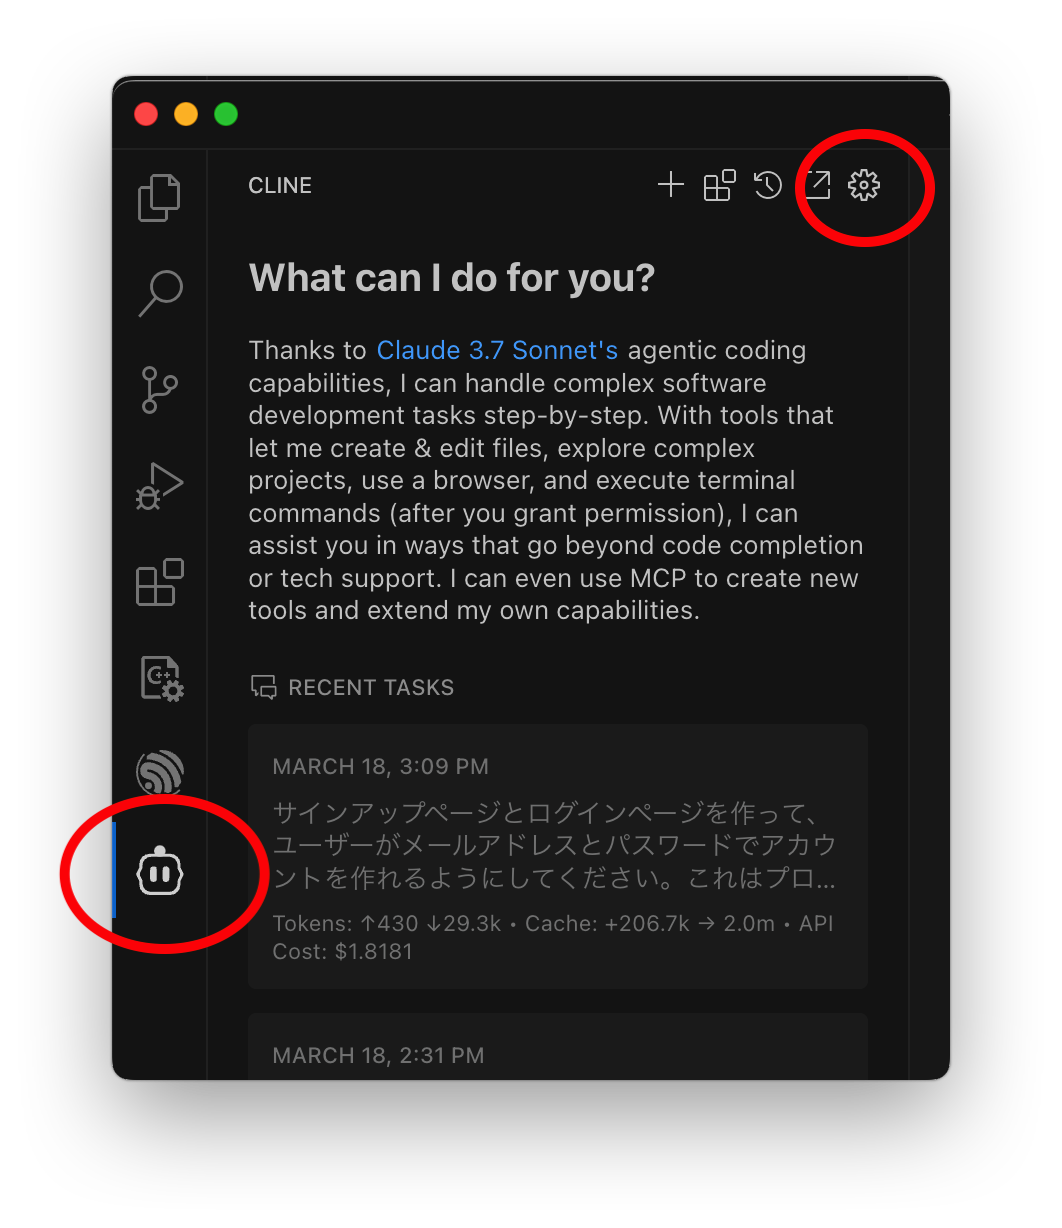 CLINE
What can I do for you?
Thanks to Claude 3.7 Sonnet's agentic coding
capabilities, I can handle complex software
development tasks step-by-step. With tools that
let me create & edit files, explore complex
projects, use a browser, and execute terminal
commands (after you grant permission), I can
assist you in ways that go beyond code completion
or tech support. I can even use MCP to create new
tools and extend my own capabilities.
RECENT TASKS
MARCH 18, 3:09 PM
サインアップページとログインページを作って、
ユーザーがメールアドレスとパスワードでアカウ
ントを作れるようにしてください。これはプロ...
Tokens: ↑430 ↓29.3k • Cache: +206.7k → 2.0m • API
Cost: $1.8181
MARCH 18, 2:31 PM
C++